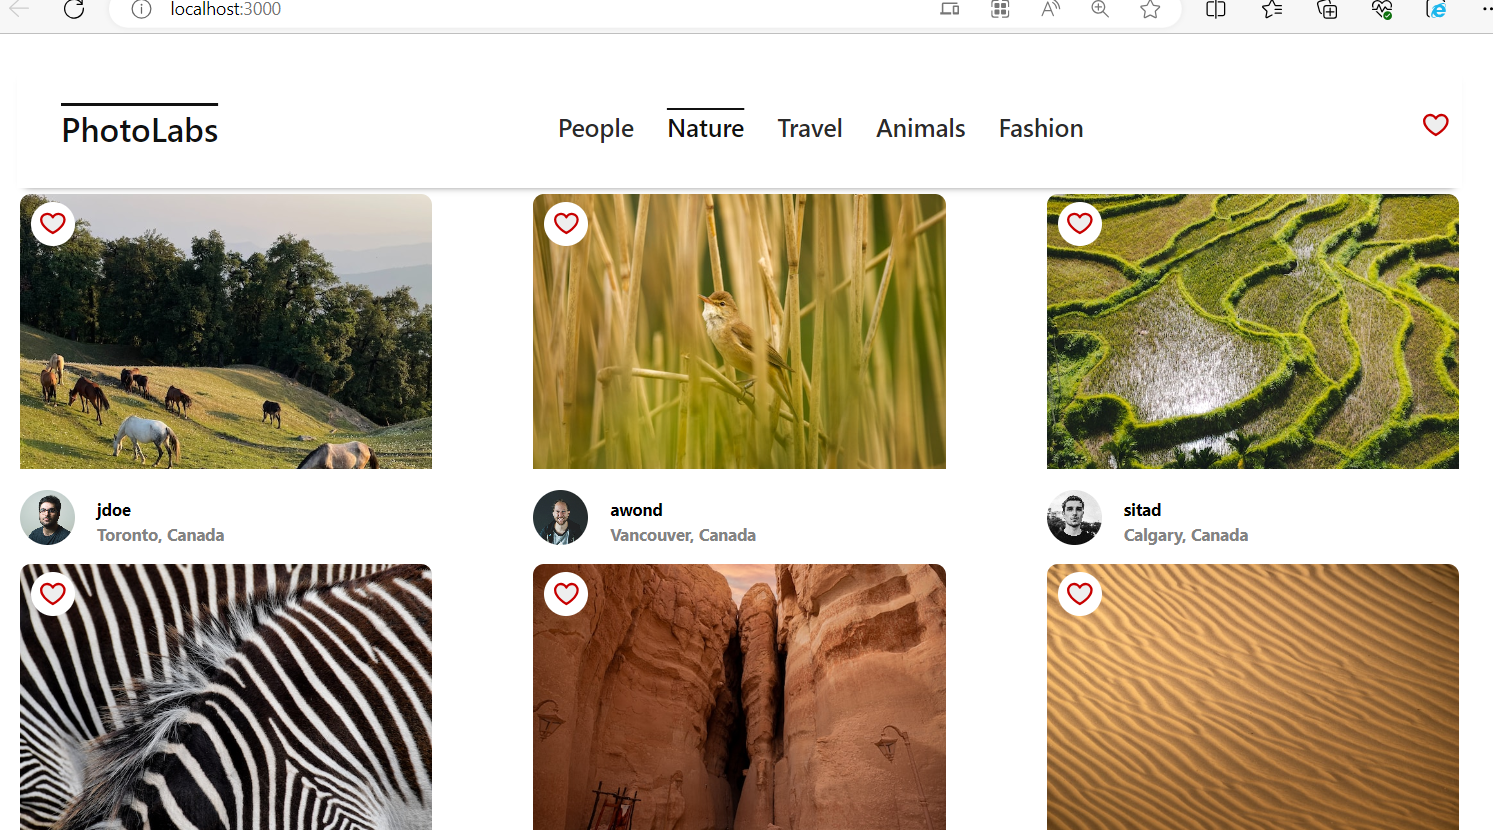 localhost:3000
PhotoLabs
People Nature Travel Animals Fashion
jdoe
Toronto, Canada
awond
Vancouver, Canada
sitad
Calgary, Canada